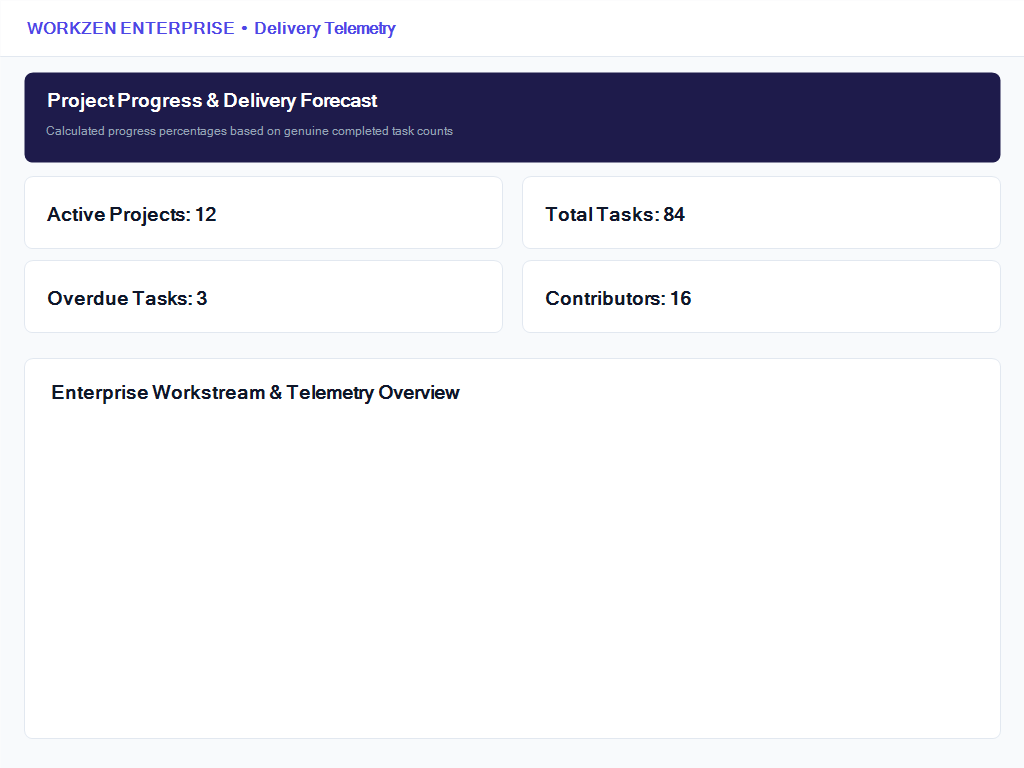 WORKZEN ENTERPRISE • Delivery Telemetry
Project Progress & Delivery Forecast
Calculated progress percentages based on genuine completed task counts
Active Projects: 12
Total Tasks: 84
Overdue Tasks: 3
Contributors: 16
Enterprise Workstream & Telemetry Overview